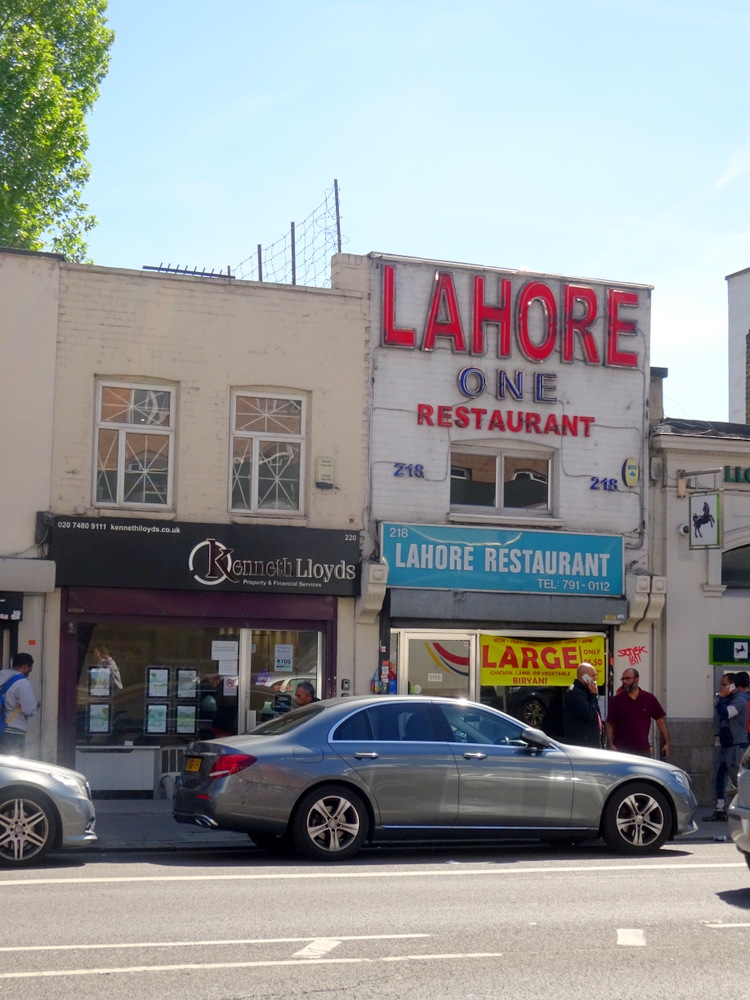 LAHORE
ONE
RESTAURANT
218
218
020 7480 9111 kennethlloyds.co.uk
220
Kenneth Lloyds
Property & Financial Services
218
LAHORE RESTAURANT
TEL: 791-0112
LARGE
ONLY
CHICKEN, LAMB, OR VEGETABLE
BIRYANI